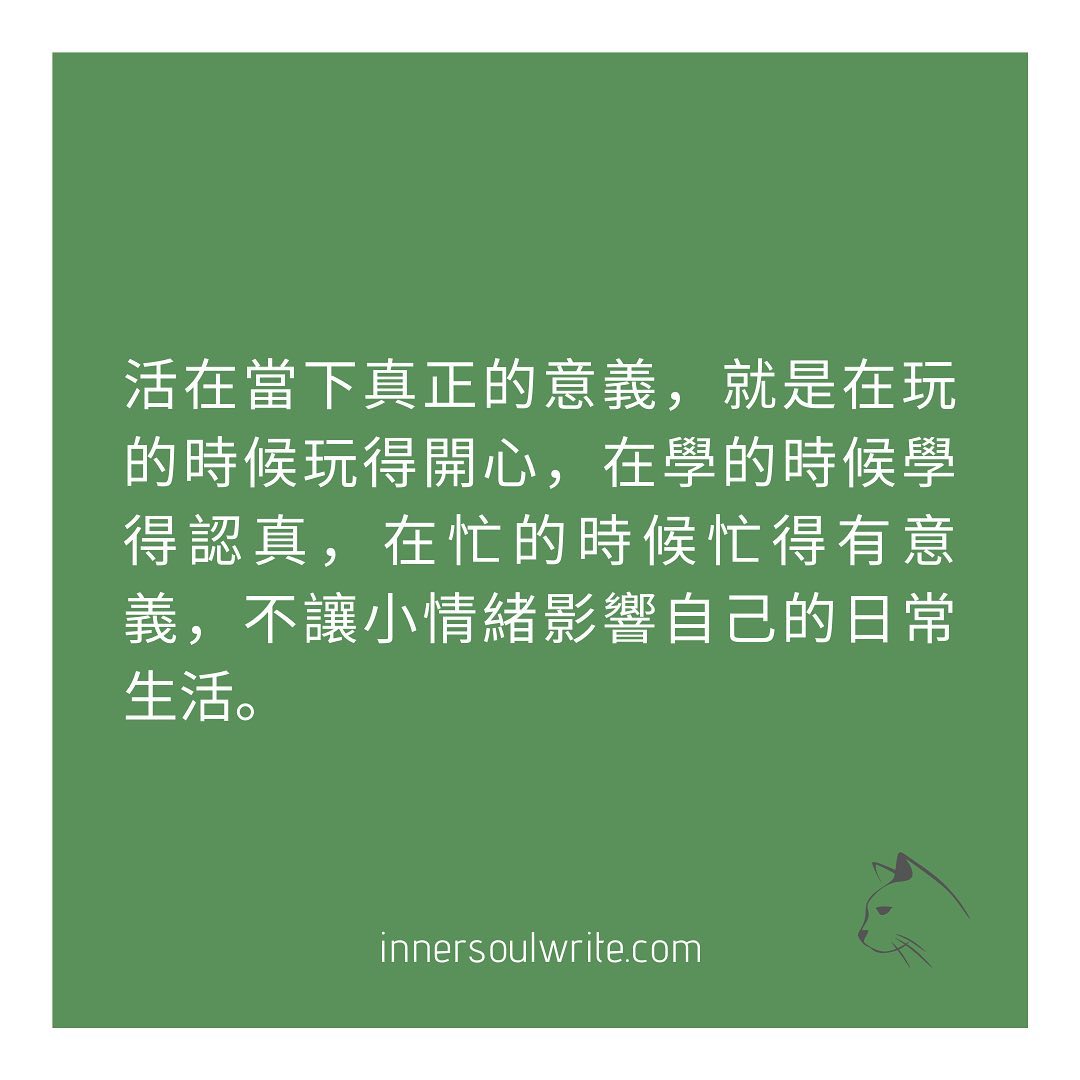 活在當下真正的意義，就是在玩
的時候玩得開心，在學的時候學
得認真，在忙的時候忙得有意
義，不讓小情緒影響自己的日常
生活。
innersoulwrite.com